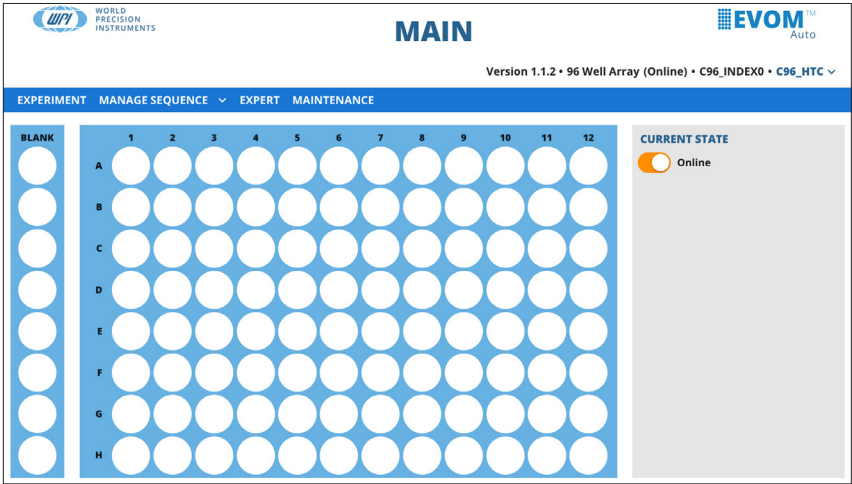 WPI
WORLD
PRECISION
INSTRUMENTS
MAIN
EVOM™
Auto
Version 1.1.2 • 96 Well Array (Online) • C96_INDEX0 • C96_HTC
EXPERIMENT MANAGE SEQUENCE EXPERT MAINTENANCE
BLANK 1 2 3 4 5 6 7 8 9 10 11 12
CURRENT STATE
A
Online
B
C
D
E
F
G
H